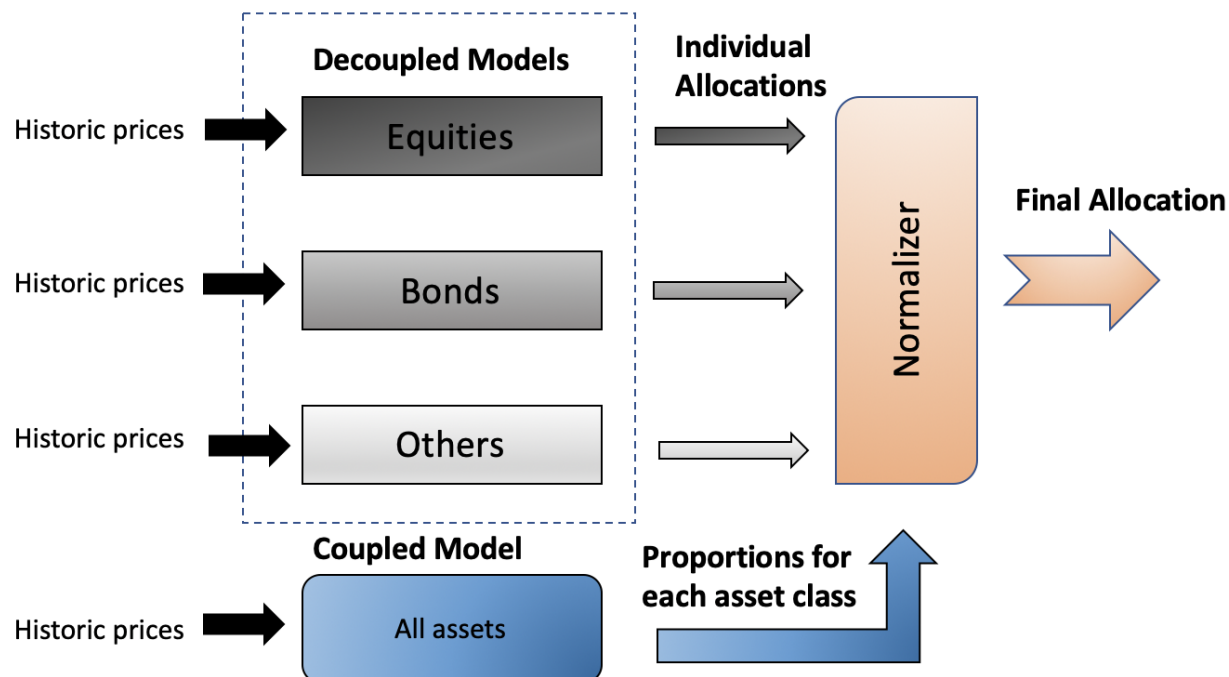 Decoupled Models
Individual
Allocations
Historic prices
Equities
Historic prices
Bonds
Historic prices
Others
Normalizer
Final Allocation
Coupled Model
Historic prices
All assets
Proportions for
each asset class